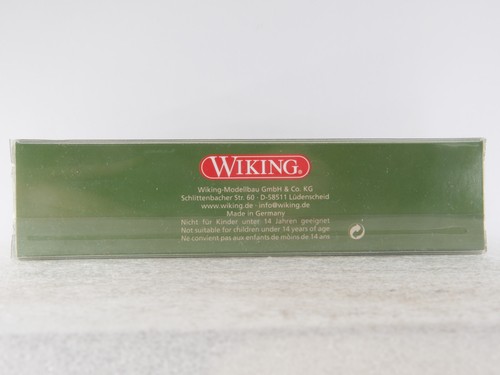 WIKING®
Wiking-Modellbau GmbH & Co. KG
Schlittenbacher Str. 60 · D-58511 Lüdenscheid
www.wiking.de · info@wiking.de
Made in Germany
Nicht für Kinder unter 14 Jahren geeignet
Not suitable for children under 14 years of age
Ne convient pas aux enfants de moins de 14 ans